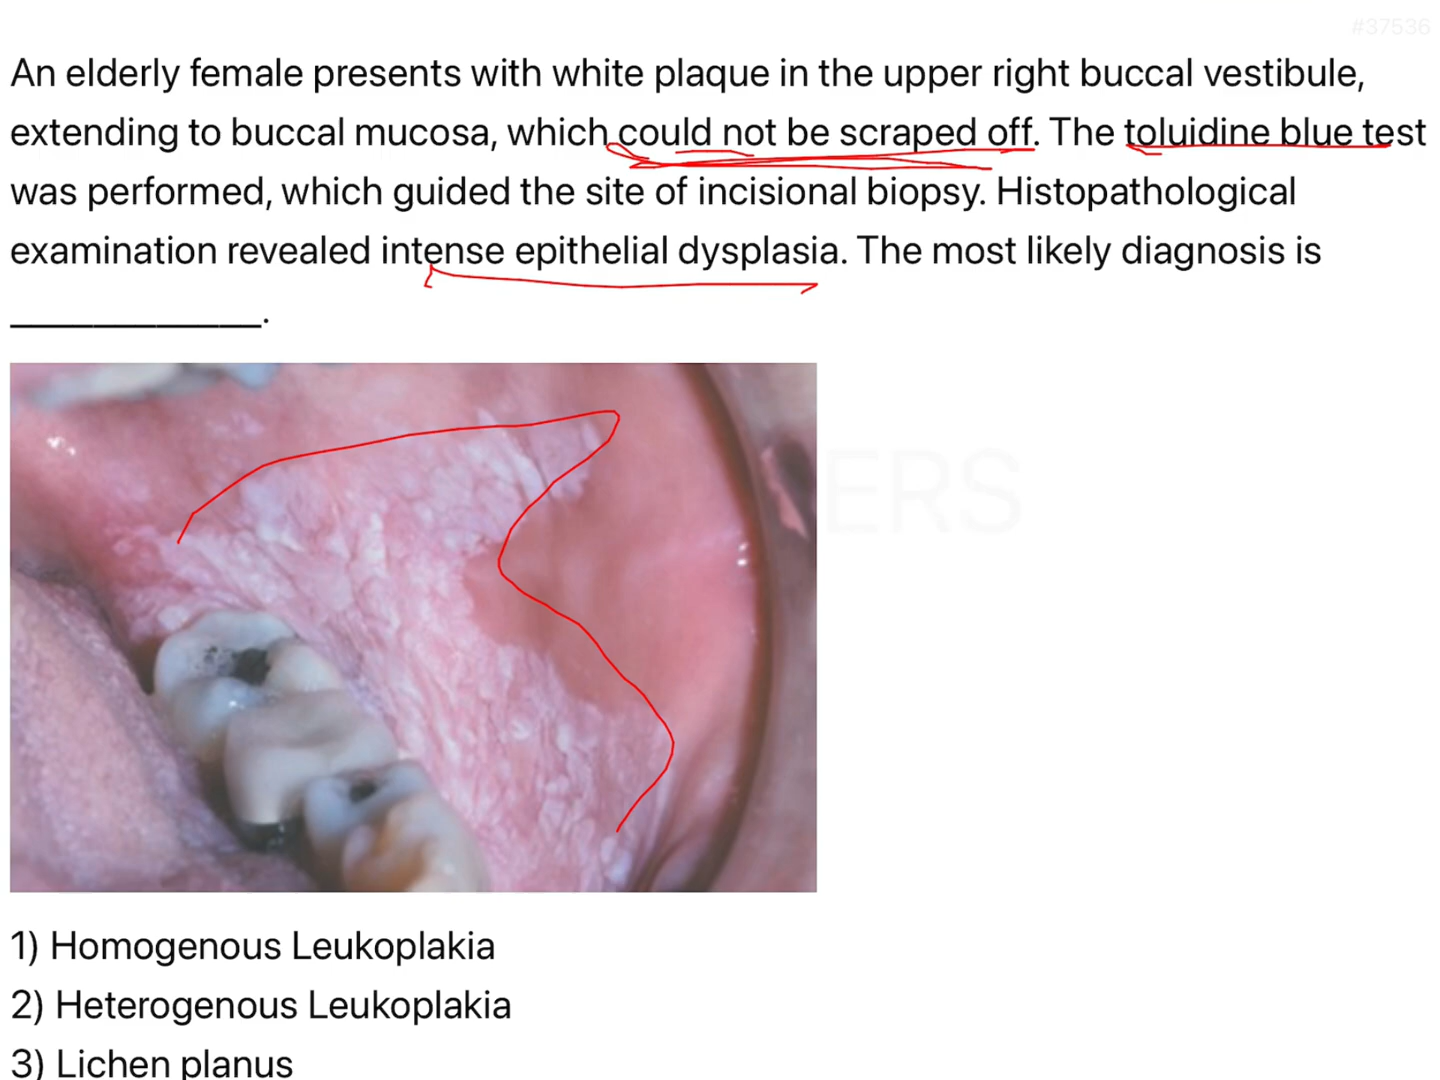 #37536
An elderly female presents with white plaque in the upper right buccal vestibule,
extending to buccal mucosa, which could not be scraped off. The toluidine blue test
was performed, which guided the site of incisional biopsy. Histopathological
examination revealed intense epithelial dysplasia. The most likely diagnosis is
______________.
ERS
1) Homogenous Leukoplakia
2) Heterogenous Leukoplakia
3) Lichen planus